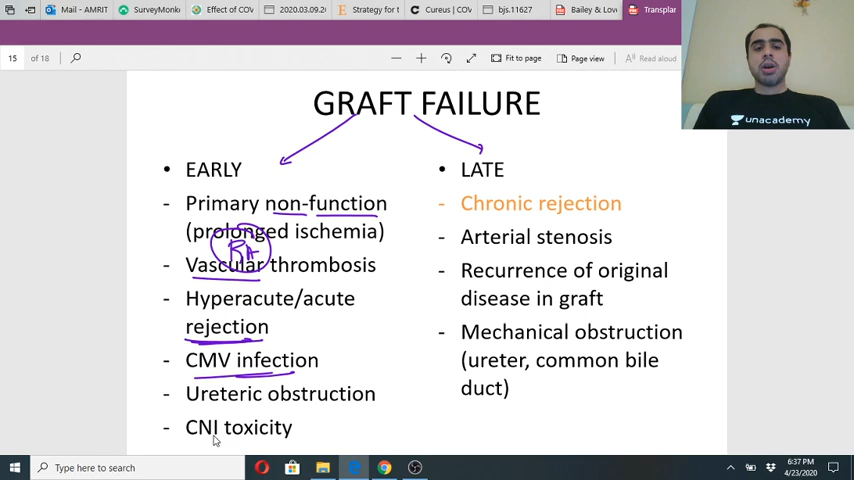 Mail - AMRIT
SurveyMonk
Effect of COV
2020.03.09.20
Strategy for t
Cureus | COV
bjs.11627
Bailey & Lov
Transplar
15 of 18
Fit to page
Page view
Read aloud
unacademy
GRAFT FAILURE
• EARLY
- Primary non-function
(prolonged ischemia)
RA
- Vascular thrombosis
- Hyperacute/acute
rejection
- CMV infection
- Ureteric obstruction
- CNI toxicity
• LATE
- Chronic rejection
- Arterial stenosis
- Recurrence of original
disease in graft
- Mechanical obstruction
(ureter, common bile
duct)
Type here to search
6:37 PM
4/23/2020